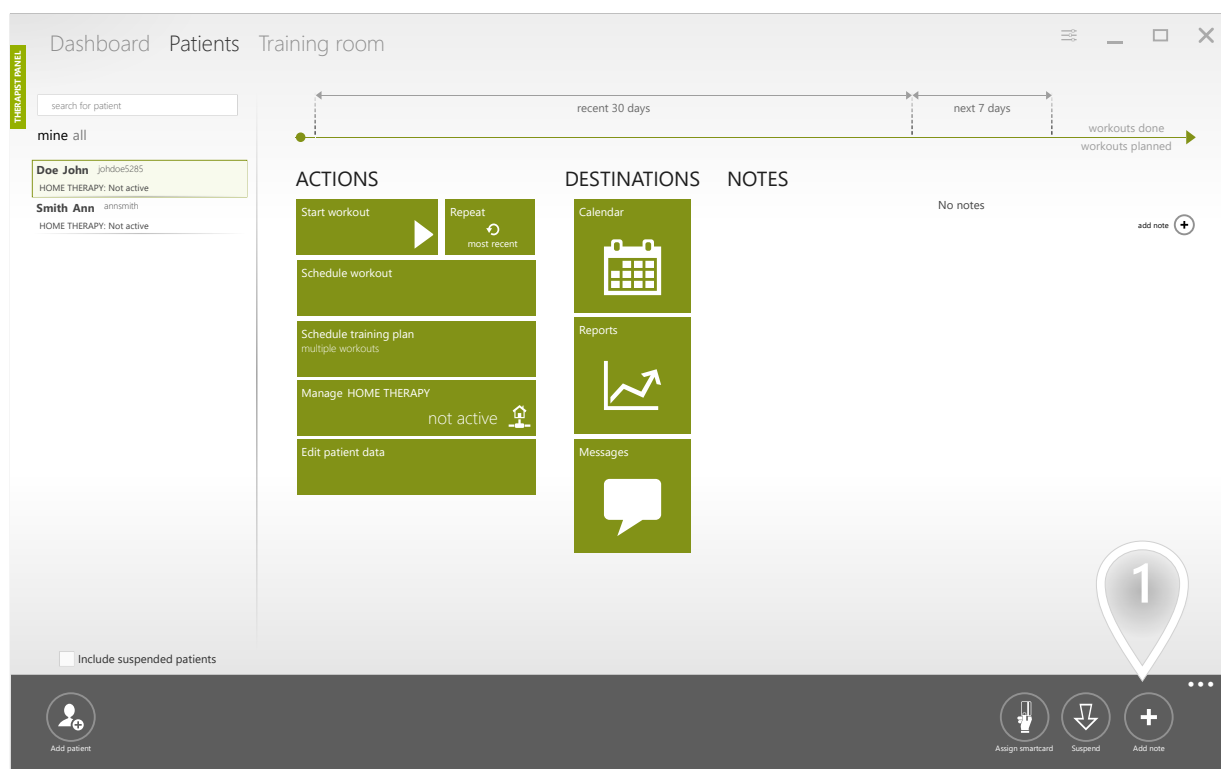 Dashboard Patients Training room
THERAPIST PANEL
search for patient
mine all
Doe John johdoe5285
HOME THERAPY: Not active
Smith Ann annsmith
HOME THERAPY: Not active
Include suspended patients
recent 30 days
next 7 days
workouts done
workouts planned
ACTIONS
Start workout
Repeat
most recent
Schedule workout
Schedule training plan
multiple workouts
Manage HOME THERAPY
not active
Edit patient data
DESTINATIONS
Calendar
Reports
Messages
NOTES
No notes
add note
1
Add patient
Assign smartcard
Suspend
Add note